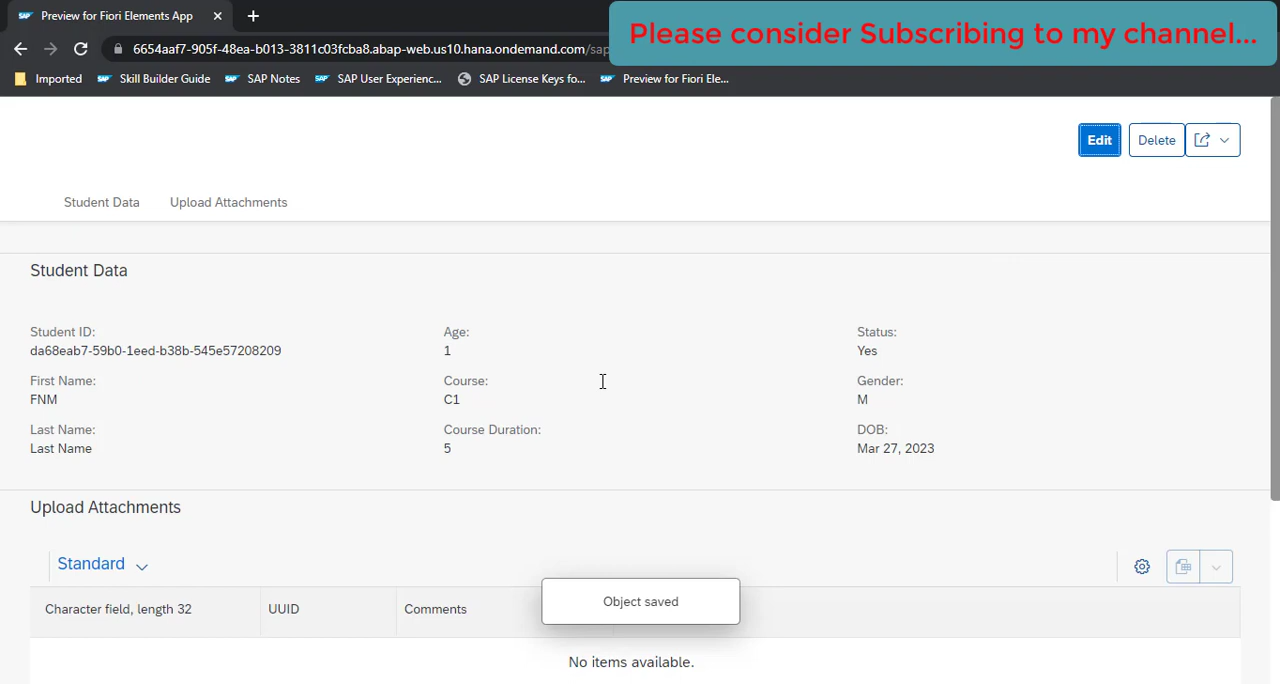 Preview for Fiori Elements App
Please consider Subscribing to my channel...
6654aaf7-905f-48ea-b013-3811c03fcba8.abap-web.us10.hana.ondemand.com/sap
Imported
SAP Skill Builder Guide
SAP SAP Notes
SAP SAP User Experienc...
SAP License Keys fo...
SAP Preview for Fiori Ele...
Edit
Delete
Student Data
Upload Attachments
Student Data
Student ID:
Age:
Status:
da68eab7-59b0-1eed-b38b-545e57208209
1
Yes
First Name:
Course:
Gender:
FNM
C1
M
Last Name:
Course Duration:
DOB:
Last Name
5
Mar 27, 2023
Upload Attachments
Standard
Character field, length 32
UUID
Comments
Object saved
No items available.